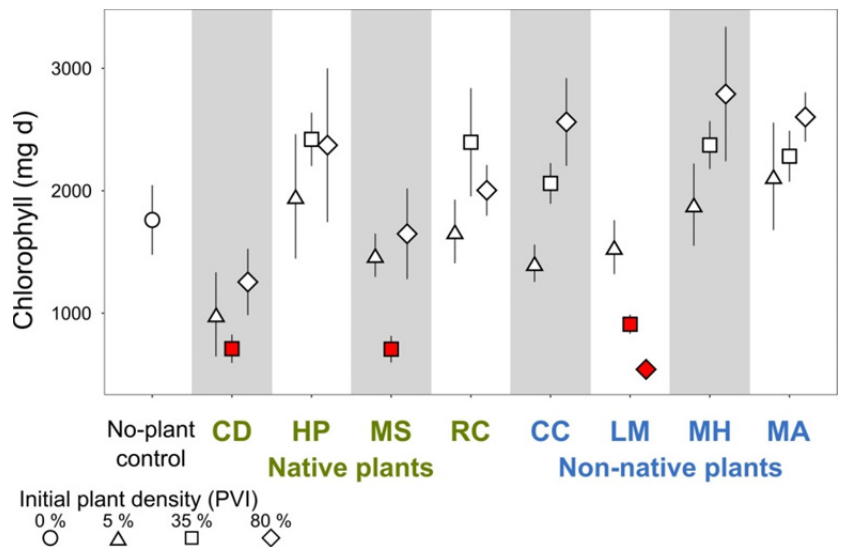 Chlorophyll (mg d)
3000
2000
1000
No-plant control
CD HP MS RC CC LM MH MA
Native plants Non-native plants
Initial plant density (PVI)
0 % 5 % 35 % 80 %